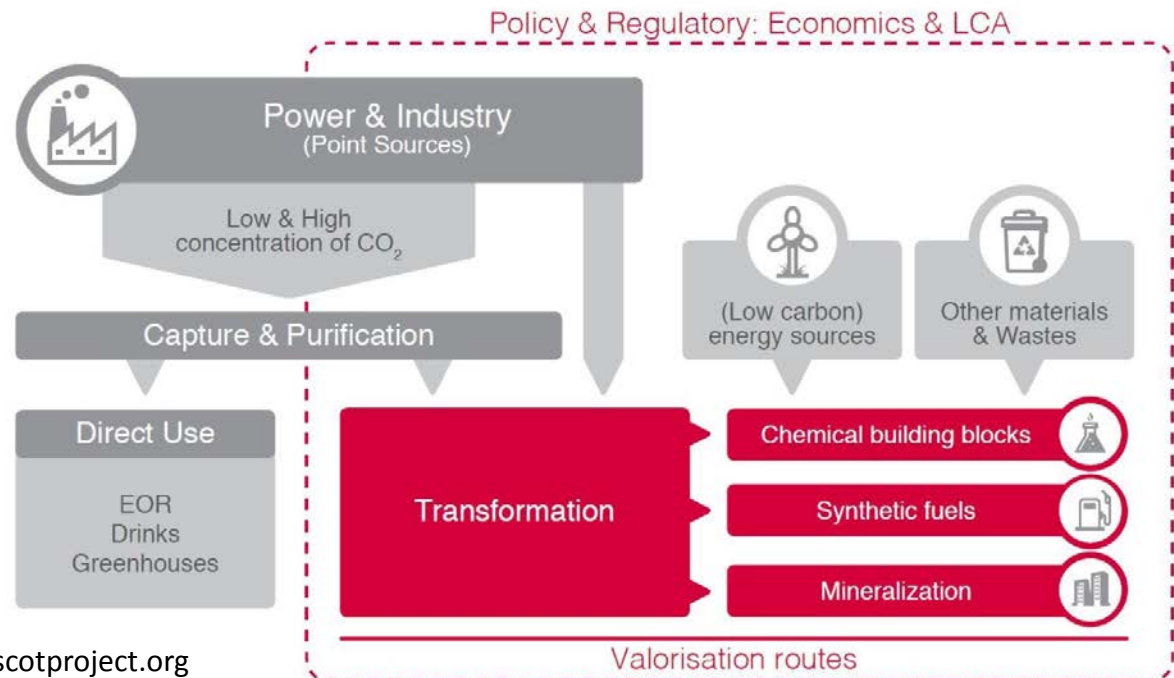 Policy & Regulatory: Economics & LCA
Power & Industry
(Point Sources)
Low & High
concentration of CO₂
Capture & Purification
(Low carbon)
energy sources
Other materials
& Wastes
Direct Use
EOR
Drinks
Greenhouses
Transformation
Chemical building blocks
Synthetic fuels
Mineralization
Valorisation routes
scotproject.org